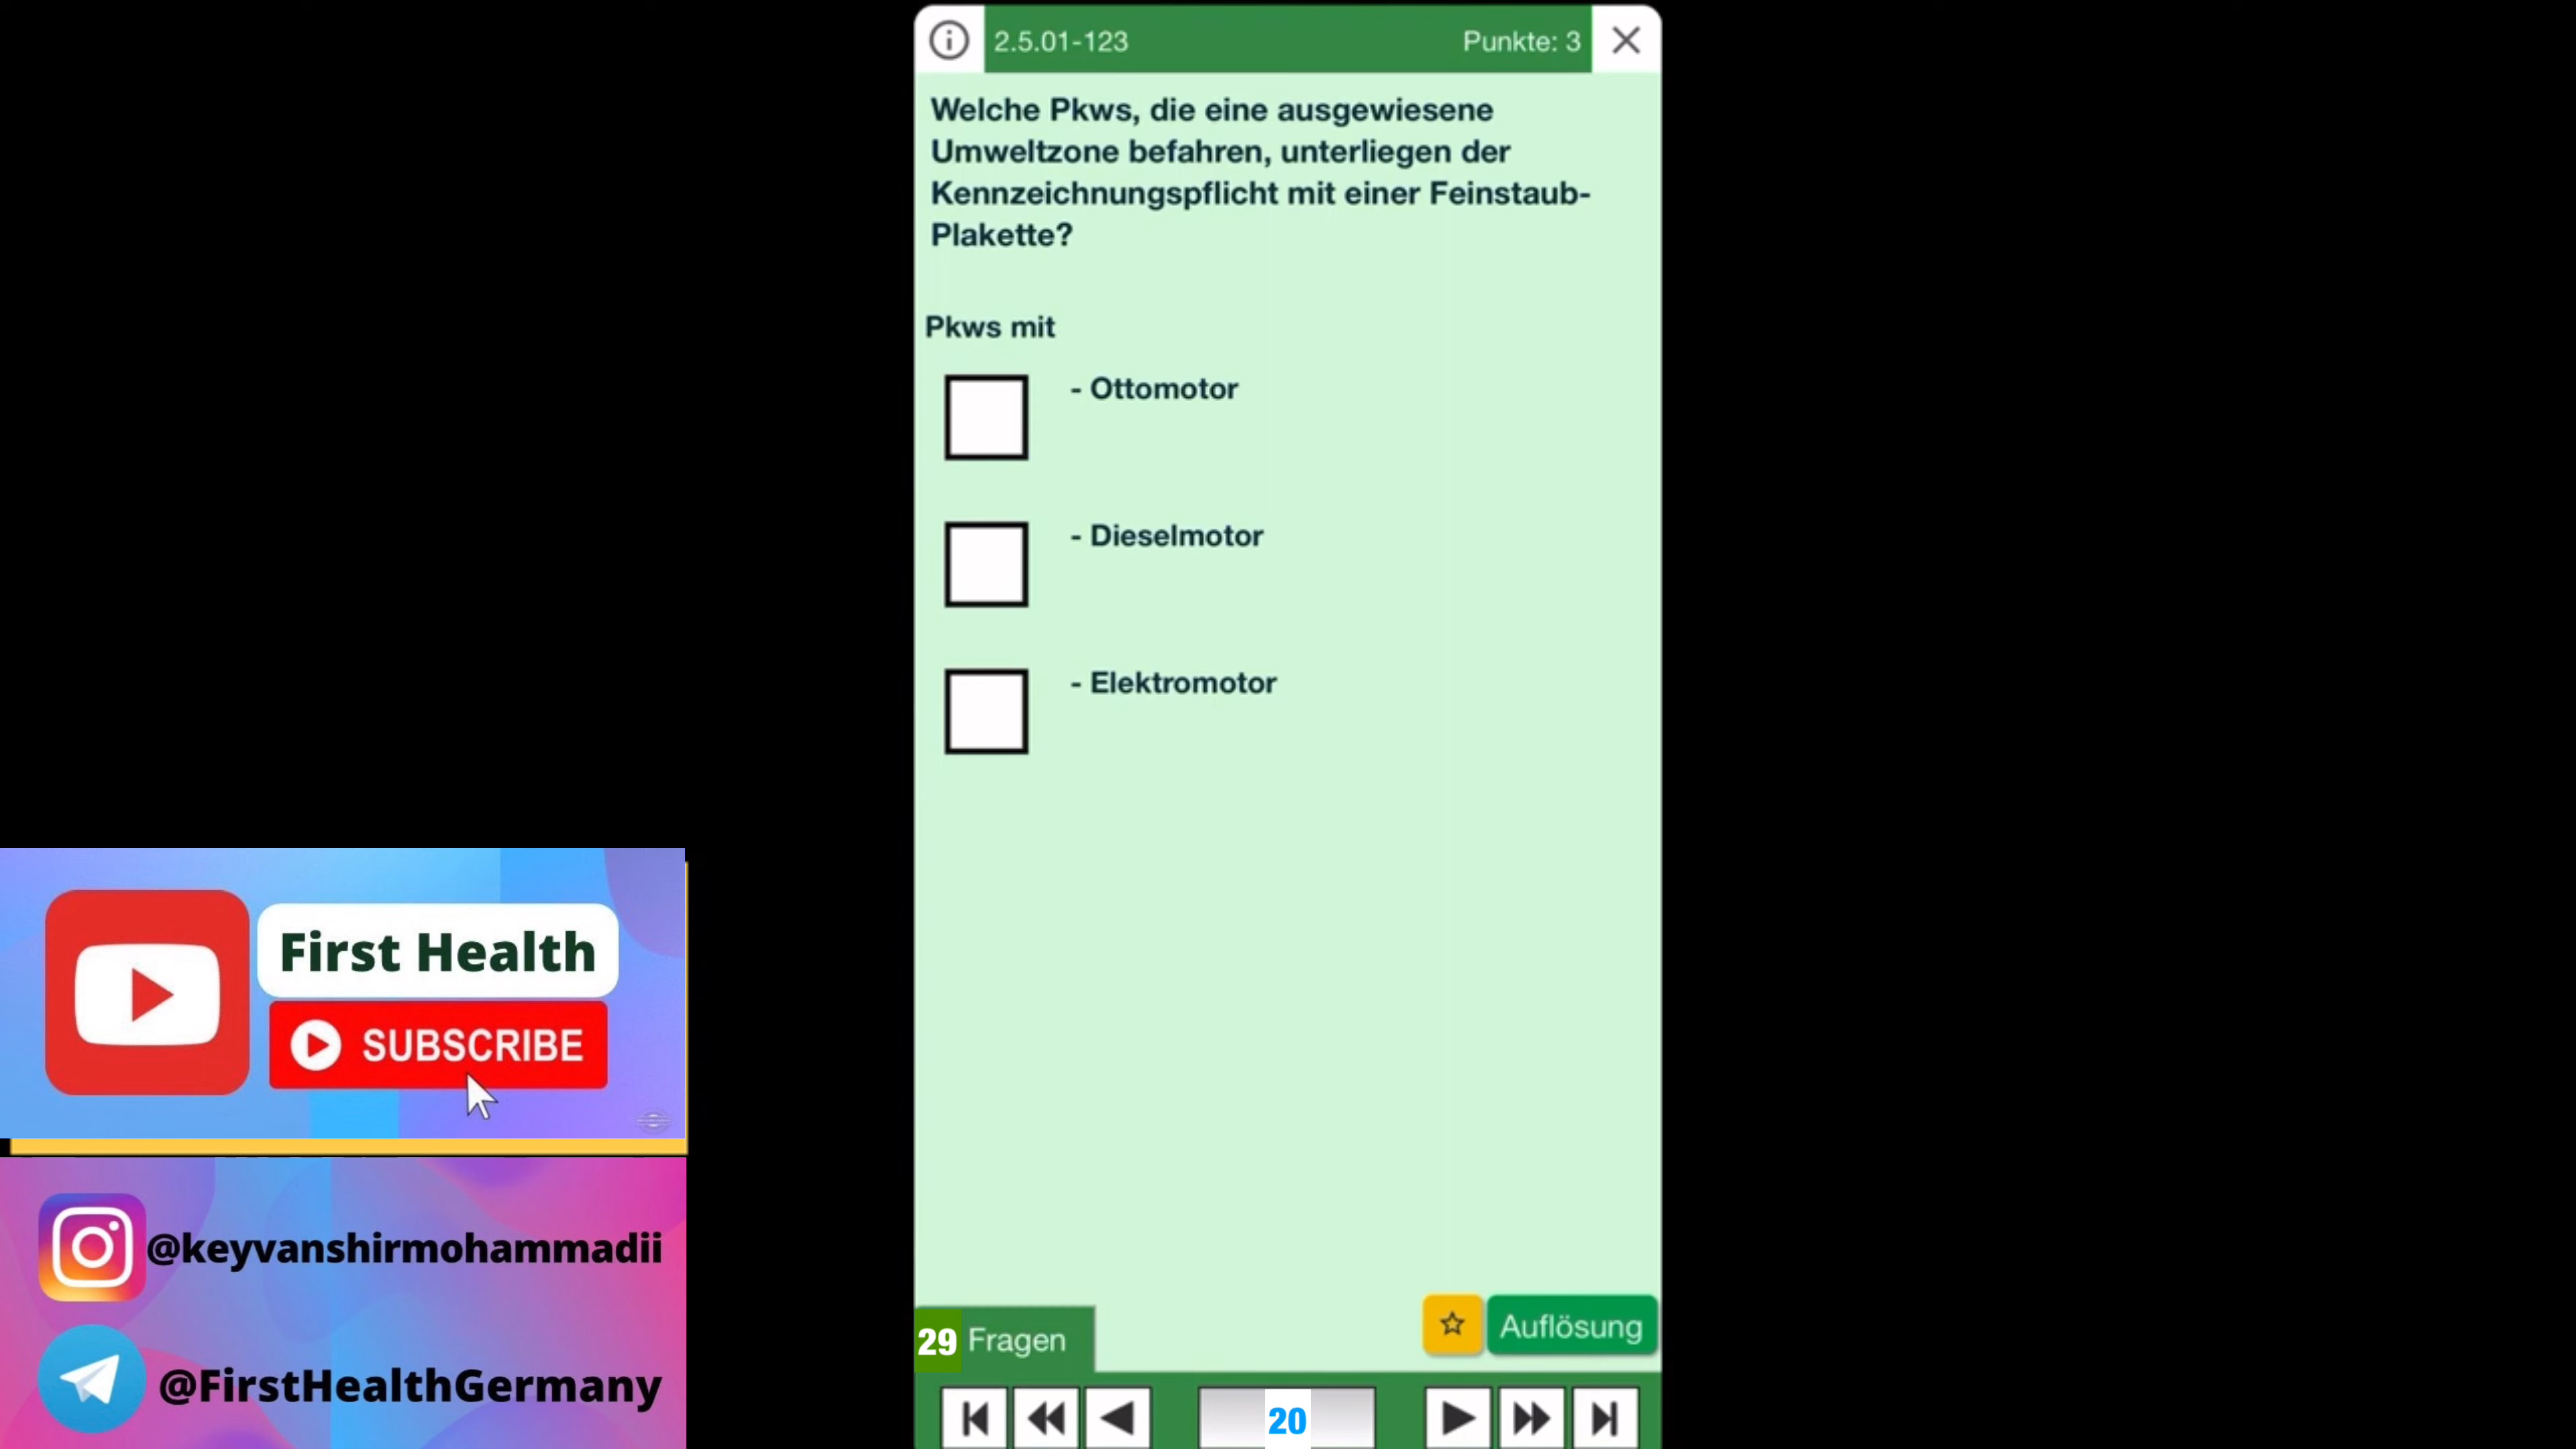 2.5.01-123
Punkte: 3
Welche Pkws, die eine ausgewiesene
Umweltzone befahren, unterliegen der
Kennzeichnungspflicht mit einer Feinstaub-
Plakette?
Pkws mit
- Ottomotor
- Dieselmotor
- Elektromotor
First Health
SUBSCRIBE
@keyvanshirmohammadii
@FirstHealthGermany
29 Fragen
Auflösung
20